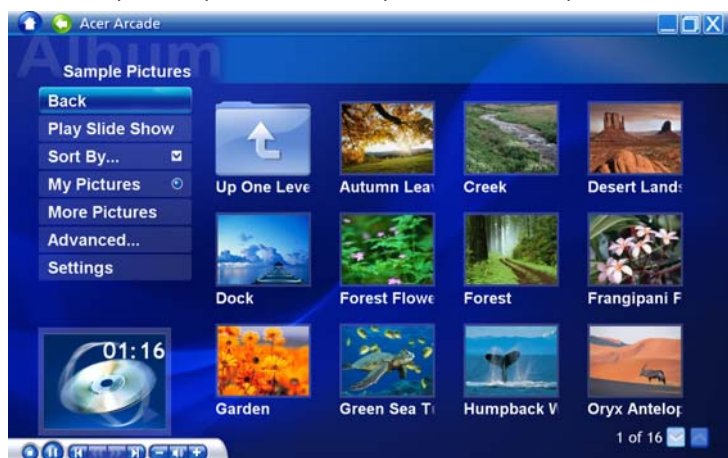 Acer Arcade
Album
Sample Pictures
Back
Play Slide Show
Sort By...
My Pictures
More Pictures
Advanced...
Settings
01:16
Up One Leve
Autumn Lea
Creek
Desert Lands
Dock
Forest Flowe
Forest
Frangipani F
Garden
Green Sea T
Humpback W
Oryx Antelop
1 of 16